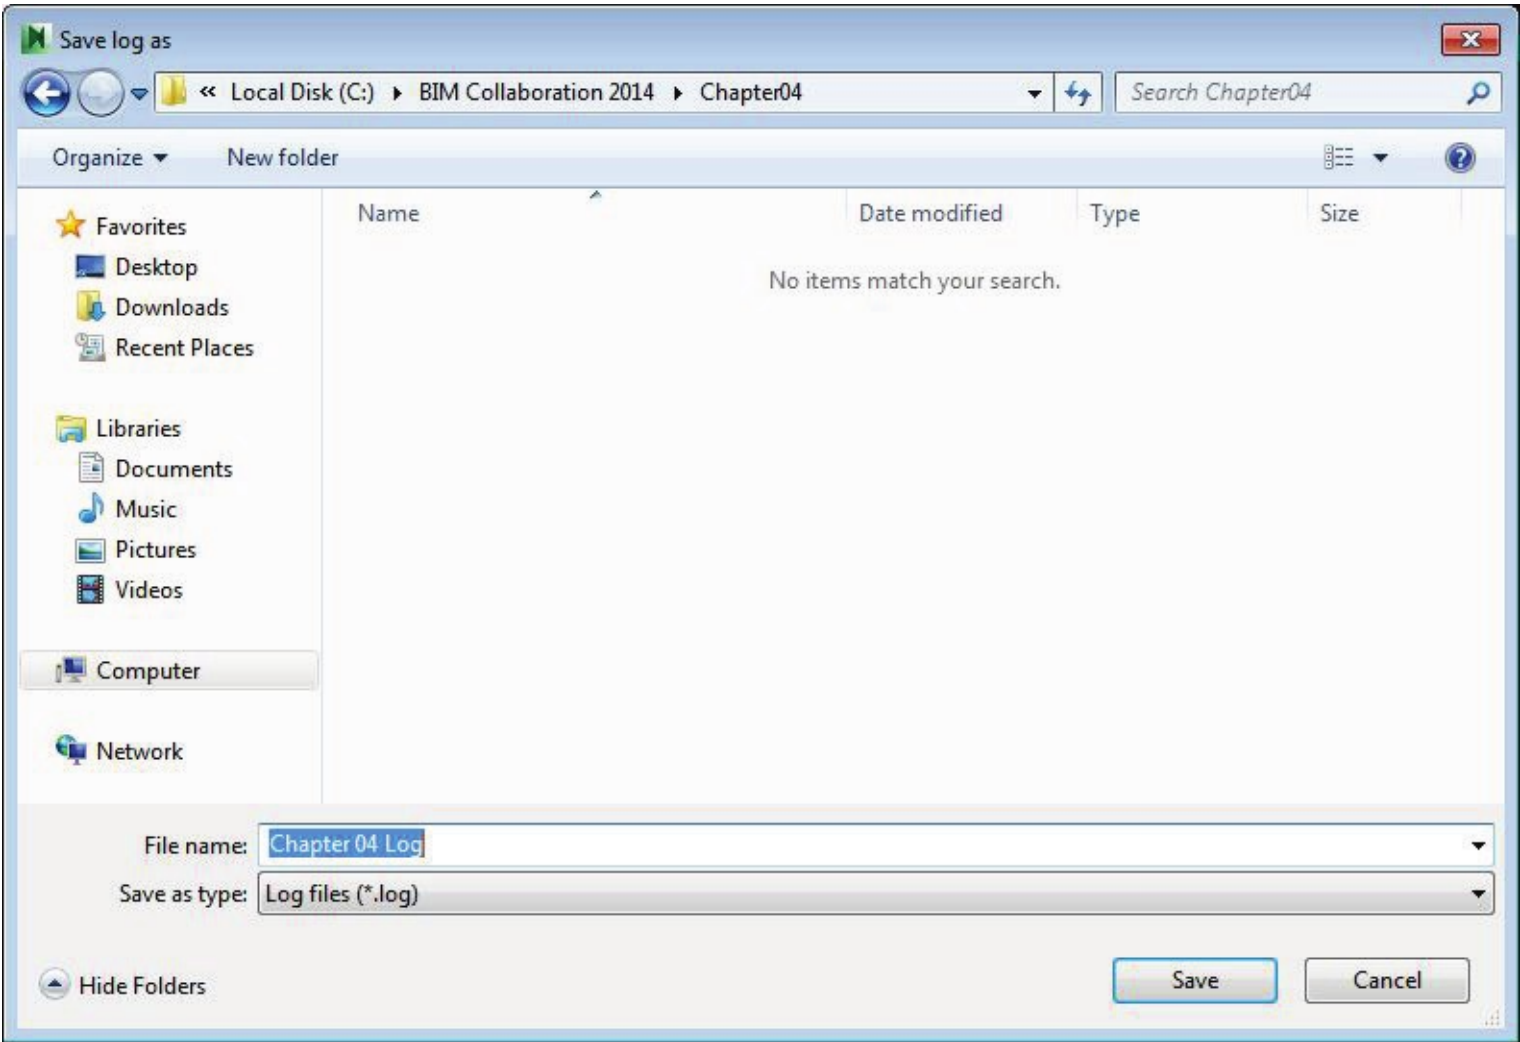 Save log as
« Local Disk (C:) BIM Collaboration 2014 Chapter04 Search Chapter04
Organize New folder
Name Date modified Type Size
No items match your search.
Favorites
Desktop
Downloads
Recent Places
Libraries
Documents
Music
Pictures
Videos
Computer
Network
File name: Chapter 04 Log
Save as type: Log files (*.log)
Hide Folders Save Cancel